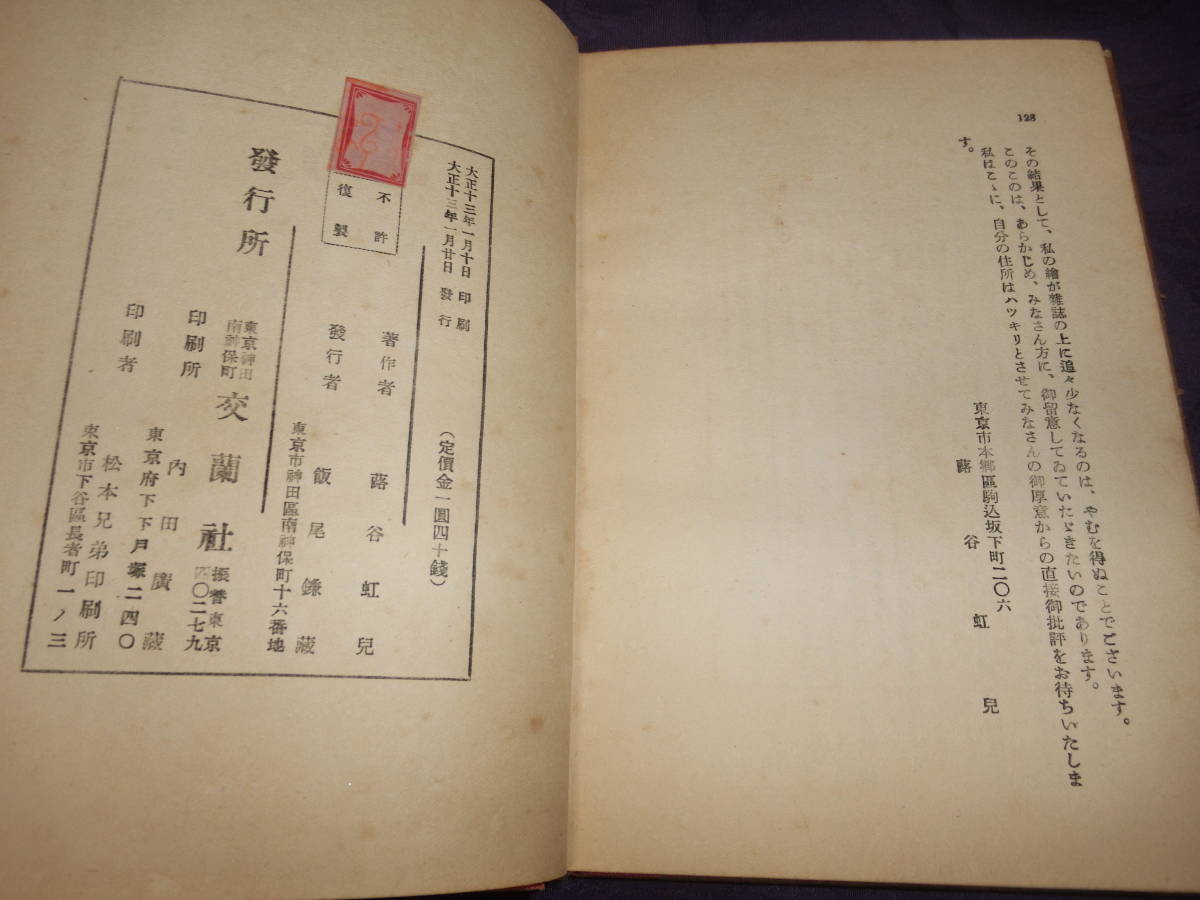 128
その結果として、私の繪が雜誌の上に追々少なくなるのは、やむを得ぬことでございます。
このこのは、あらかじめ、みなさん方に、御留意してゐていたゞきたいのであります。
私はこゝに、自分の住所はハツキリとさせてみなさんの御厚意からの直接御批評をお待ちいたしま
す。
東京市本郷區駒込坂下町二〇六
蕗谷虹兒
大正十三年一月十日印刷
大正十三年一月廿日發行
(定價金一圓四十錢)
不許
復製
著作者 蕗谷虹兒
發行者 飯尾鎌藏
東京市神田區南神保町十六番地
發行所
東京神田
南神保町
交蘭社
振替東京
四〇二七九
印刷所 內田廣藏
東京府下下戶塚二四〇
印刷者 松本兄弟印刷所
東京市下谷區長者町一ノ三